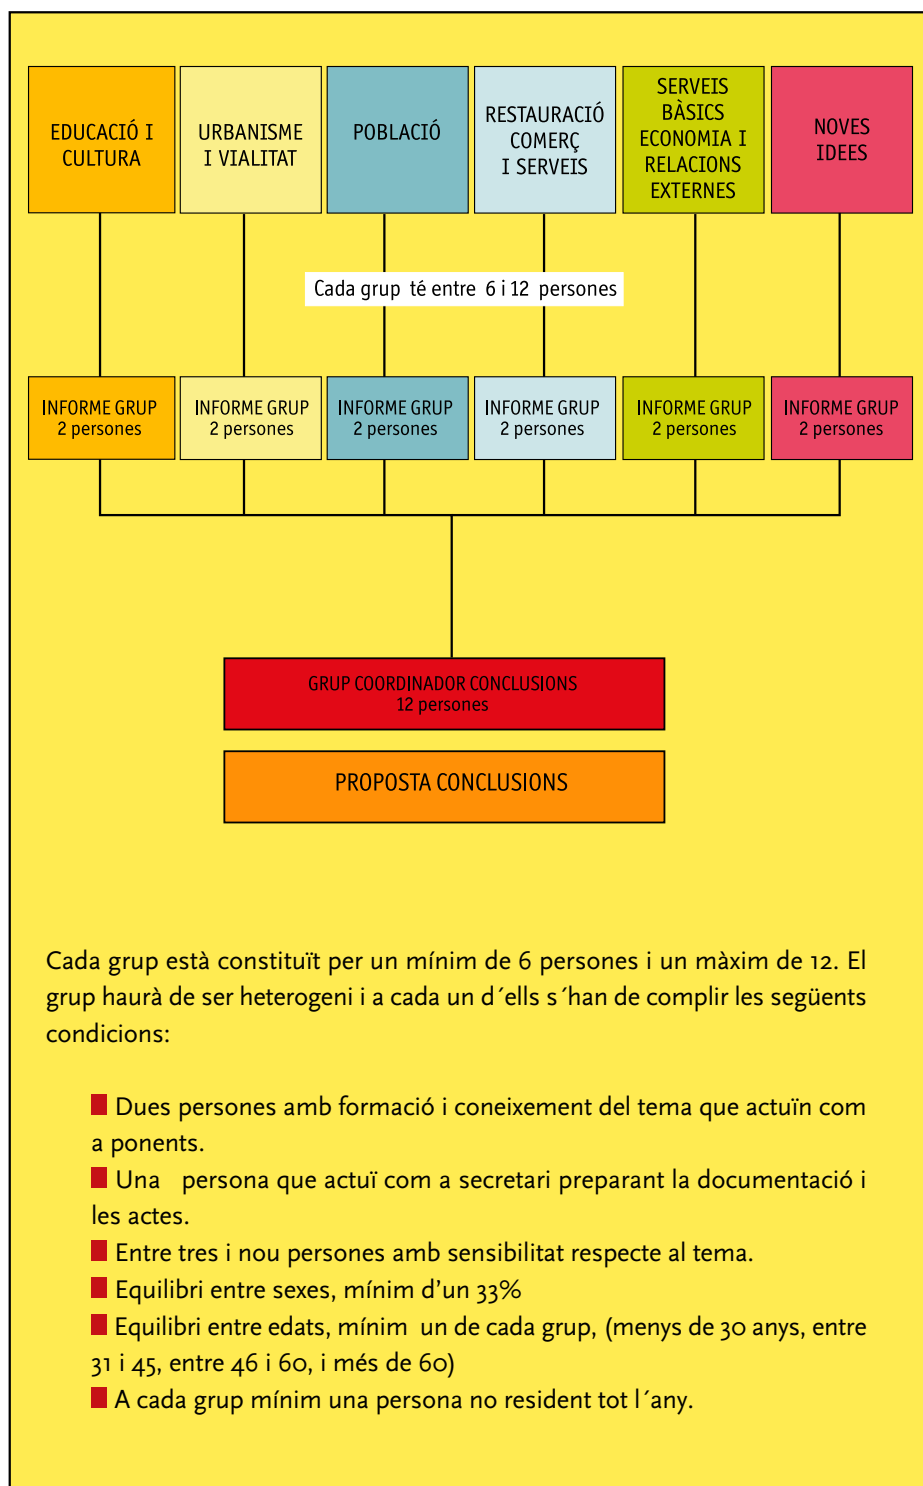 EDUCACIÓ I
CULTURA
URBANISME
I VIALITAT
POBLACIÓ
RESTAURACIÓ
COMERÇ
I SERVEIS
SERVEIS
BÀSICS
ECONOMIA I
RELACIONS
EXTERNES
NOVES
IDEES
Cada grup té entre 6 i 12 persones
INFORME GRUP
2 persones
INFORME GRUP
2 persones
INFORME GRUP
2 persones
INFORME GRUP
2 persones
INFORME GRUP
2 persones
INFORME GRUP
2 persones
GRUP COORDINADOR CONCLUSIONS
12 persones
PROPOSTA CONCLUSIONS
Cada grup està constituït per un mínim de 6 persones i un màxim de 12. El
grup haurà de ser heterogeni i a cada un d´ells s´han de complir les següents
condicions:
Dues persones amb formació i coneixement del tema que actuïn com
a ponents.
Una persona que actuï com a secretari preparant la documentació i
les actes.
Entre tres i nou persones amb sensibilitat respecte al tema.
Equilibri entre sexes, mínim d’un 33%
Equilibri entre edats, mínim un de cada grup, (menys de 30 anys, entre
31 i 45, entre 46 i 60, i més de 60)
A cada grup mínim una persona no resident tot l´any.